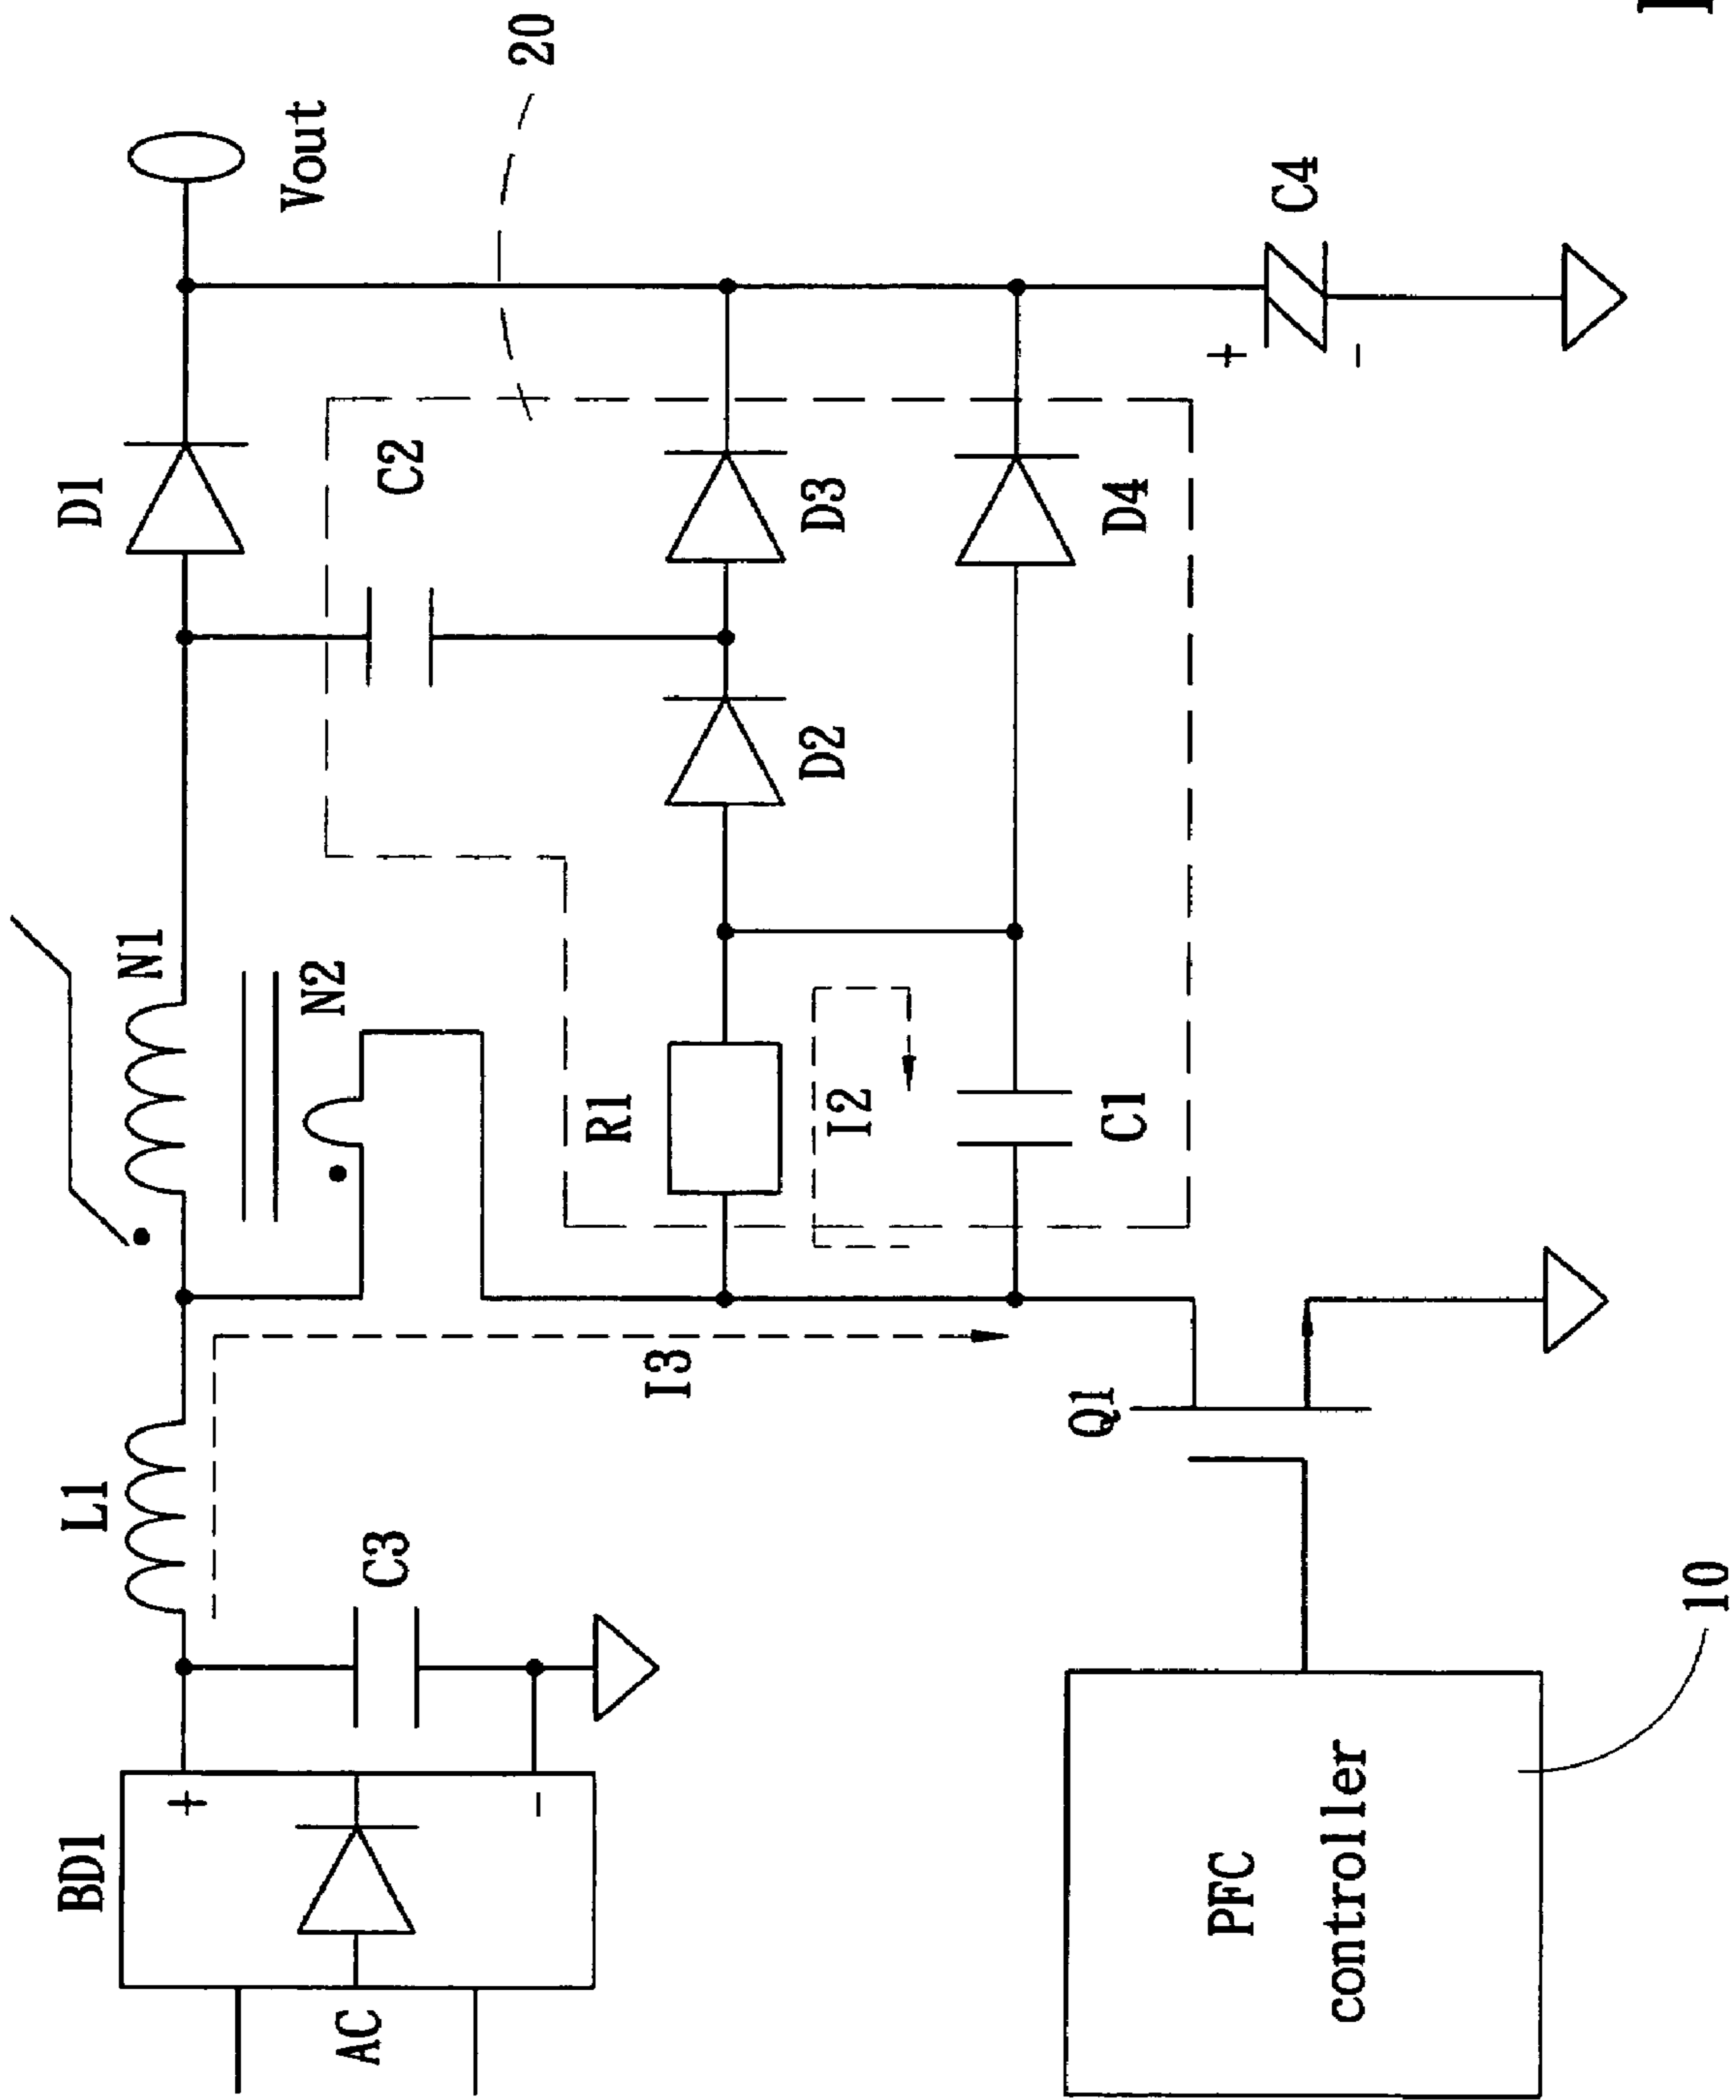 BD1
+
-
AC
L1
C3
I3
N1
N2
D1
Vout
20
C2
R1
D2
D3
I2
C1
D4
+
-
C4
Q1
PFC
controller
10